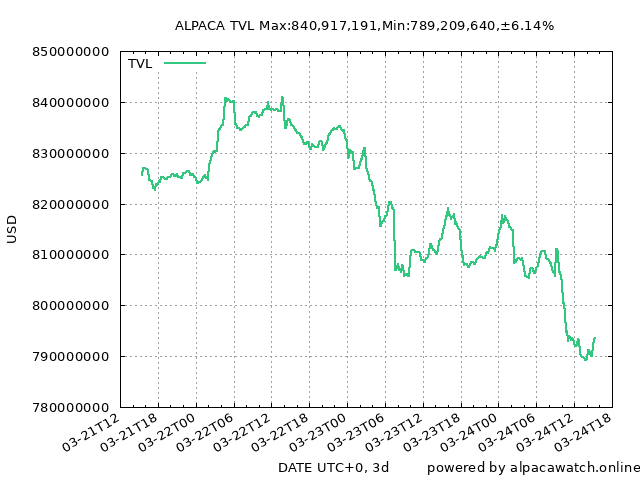 ALPACA TVL Max:840,917,191,Min:789,209,640,±6.14%
TVL
850000000
840000000
830000000
820000000
810000000
800000000
790000000
780000000
USD
03-21T12
03-21T18
03-22T00
03-22T06
03-22T12
03-22T18
03-23T00
03-23T06
03-23T12
03-23T18
03-24T00
03-24T06
03-24T12
03-24T18
DATE UTC+0, 3d
powered by alpacawatch.online